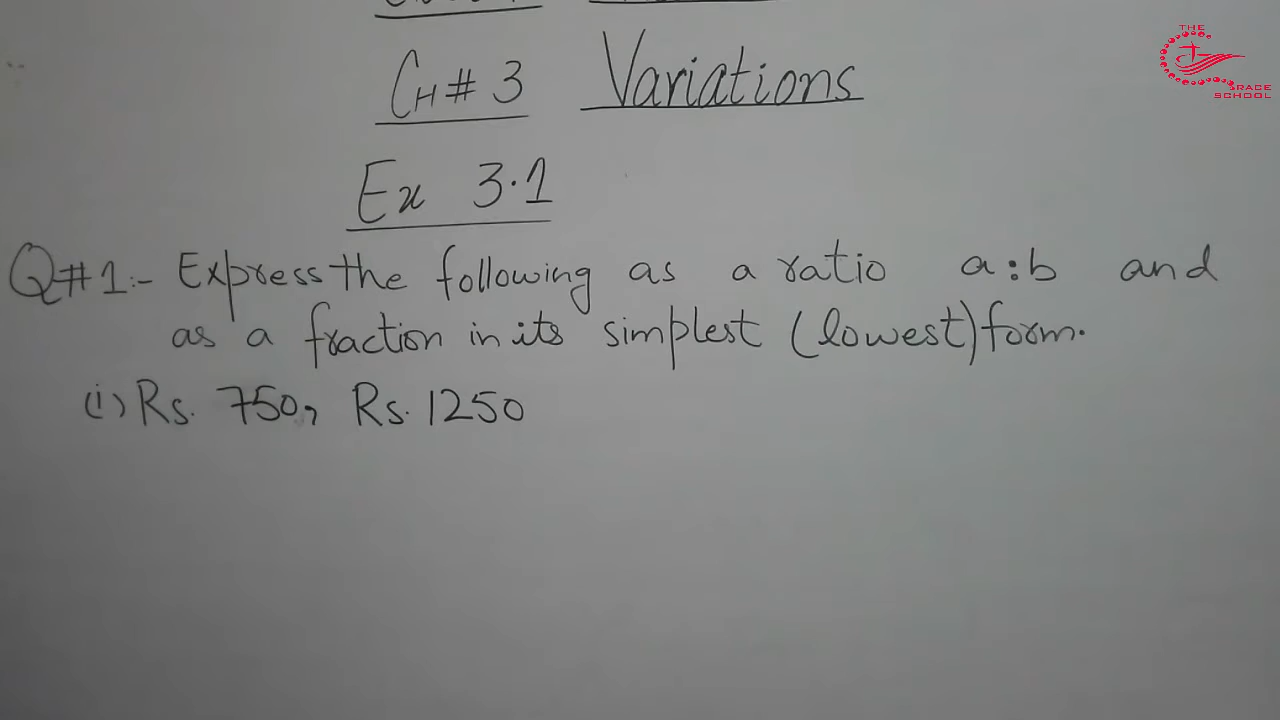 CH# 3 Variations
Ex 3.1
Q#1:- Express the following as a ratio a:b and
as a fraction in its simplest (lowest) form.
(i) Rs. 750, Rs. 1250
THE
GRACE
SCHOOL